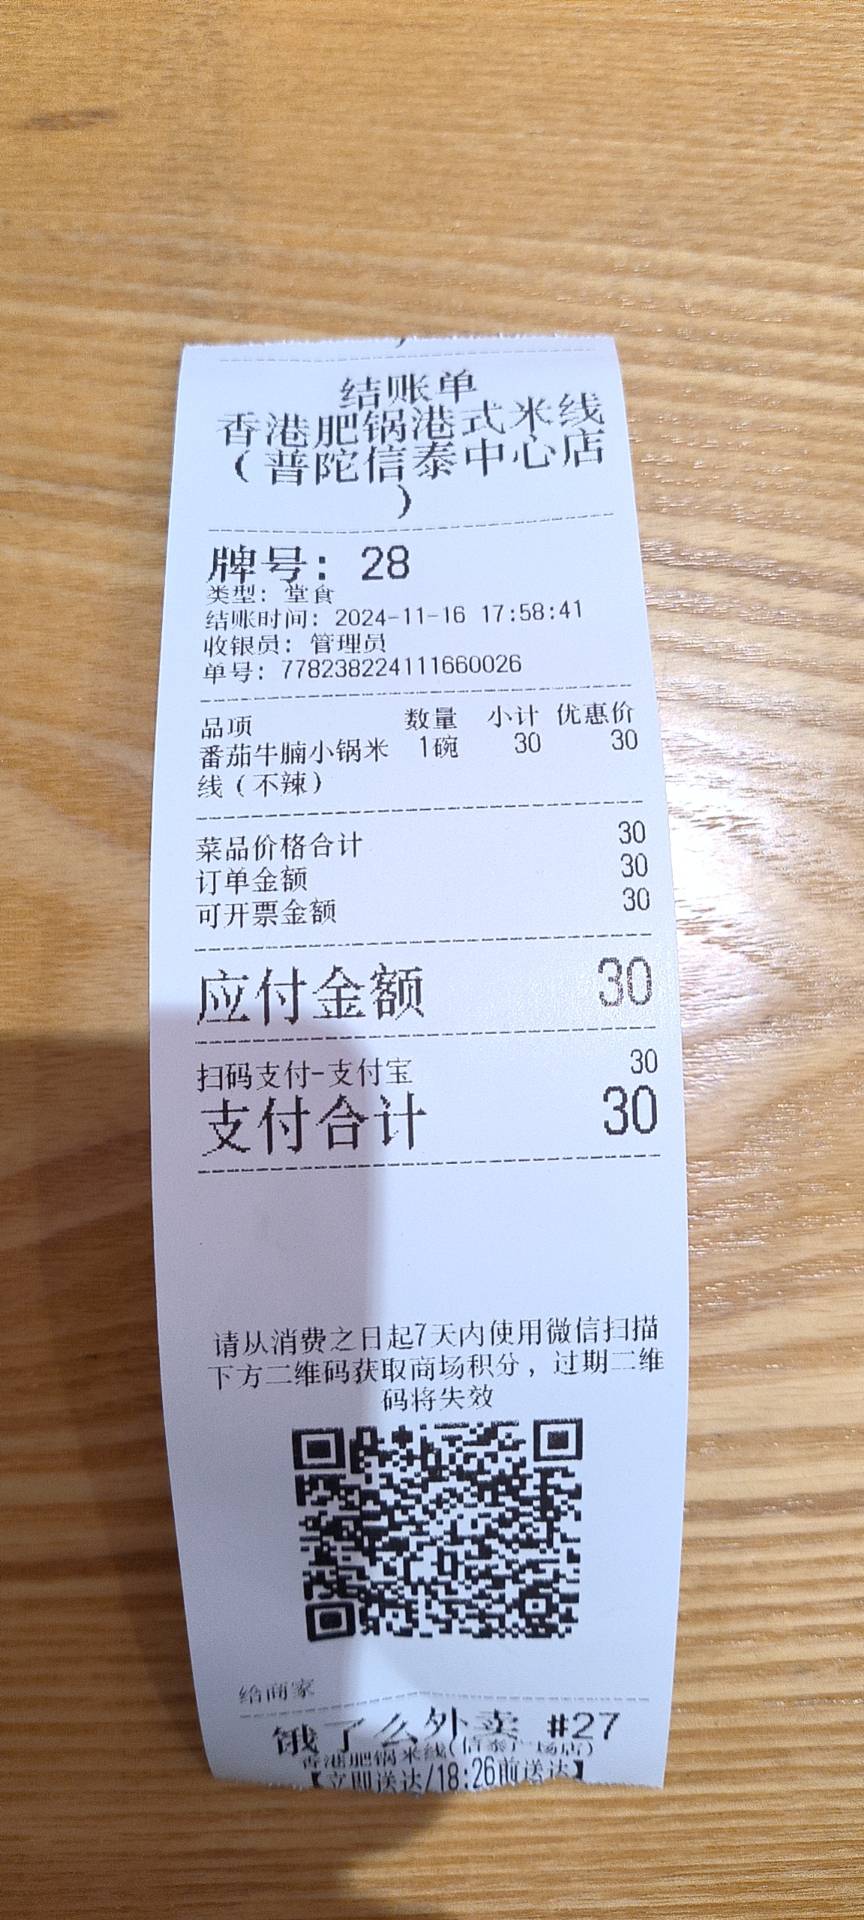 结账单
香港肥锅港式米线
（普陀信泰中心店
）
牌号: 28
类型: 堂食
结账时间: 2024-11-16 17:58:41
收银员: 管理员
单号: 778238224111660026
品项 数量 小计 优惠价
番茄牛腩小锅米 1碗 30 30
线（不辣）
菜品价格合计 30
订单金额 30
可开票金额 30
应付金额 30
扫码支付-支付宝 30
支付合计 30
请从消费之日起7天内使用微信扫描
下方二维码获取商场积分，过期二维
码将失效
给商家
饿了么外卖 #27
香港肥锅米线(信泰广场店)
【立即送达/18:26前送达】